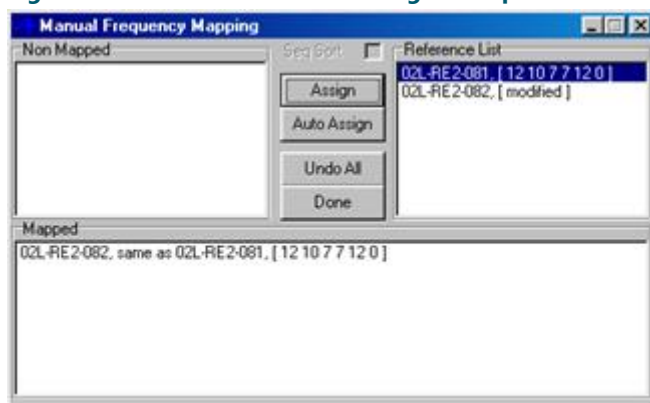 Manual Frequency Mapping
Non Mapped
Seq Sort
Reference List
02L-RE2-081, [ 12 10 7 7 12 0 ]
02L-RE2-082, [ modified ]
Assign
Auto Assign
Undo All
Done
Mapped
02L-RE2-082, same as 02L-RE2-081, [ 12 10 7 7 12 0 ]